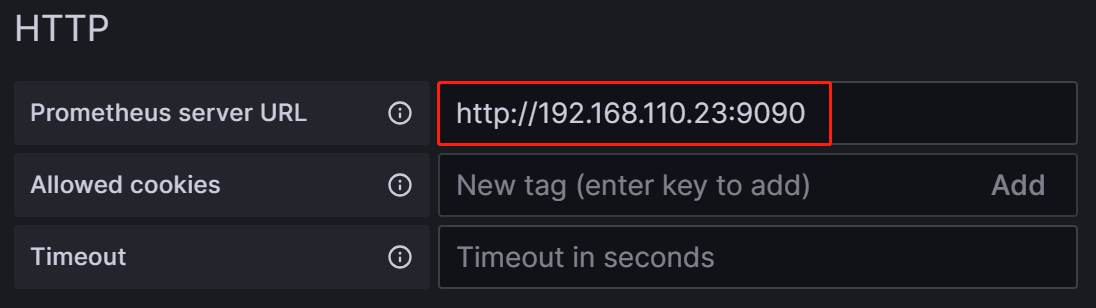 HTTP
Prometheus server URL http://192.168.110.23:9090
Allowed cookies New tag (enter key to add) Add
Timeout Timeout in seconds